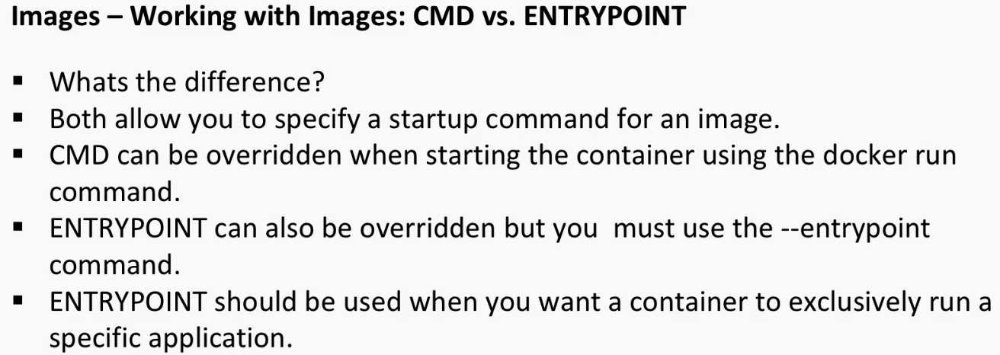 Images – Working with Images: CMD vs. ENTRYPOINT
▪ Whats the difference?
▪ Both allow you to specify a startup command for an image.
▪ CMD can be overridden when starting the container using the docker run
command.
▪ ENTRYPOINT can also be overridden but you  must use the --entrypoint
command.
▪ ENTRYPOINT should be used when you want a container to exclusively run a
specific application.